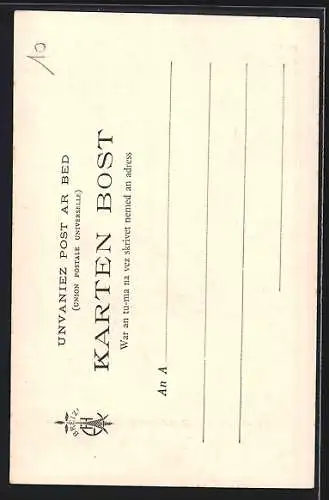 10
UNVANIEZ POST AR BED
(UNION POSTALE UNIVERSELLE)
KARTEN BOST
War an tu-ma na vez skrivet nemed an adress
An A
BREIZ